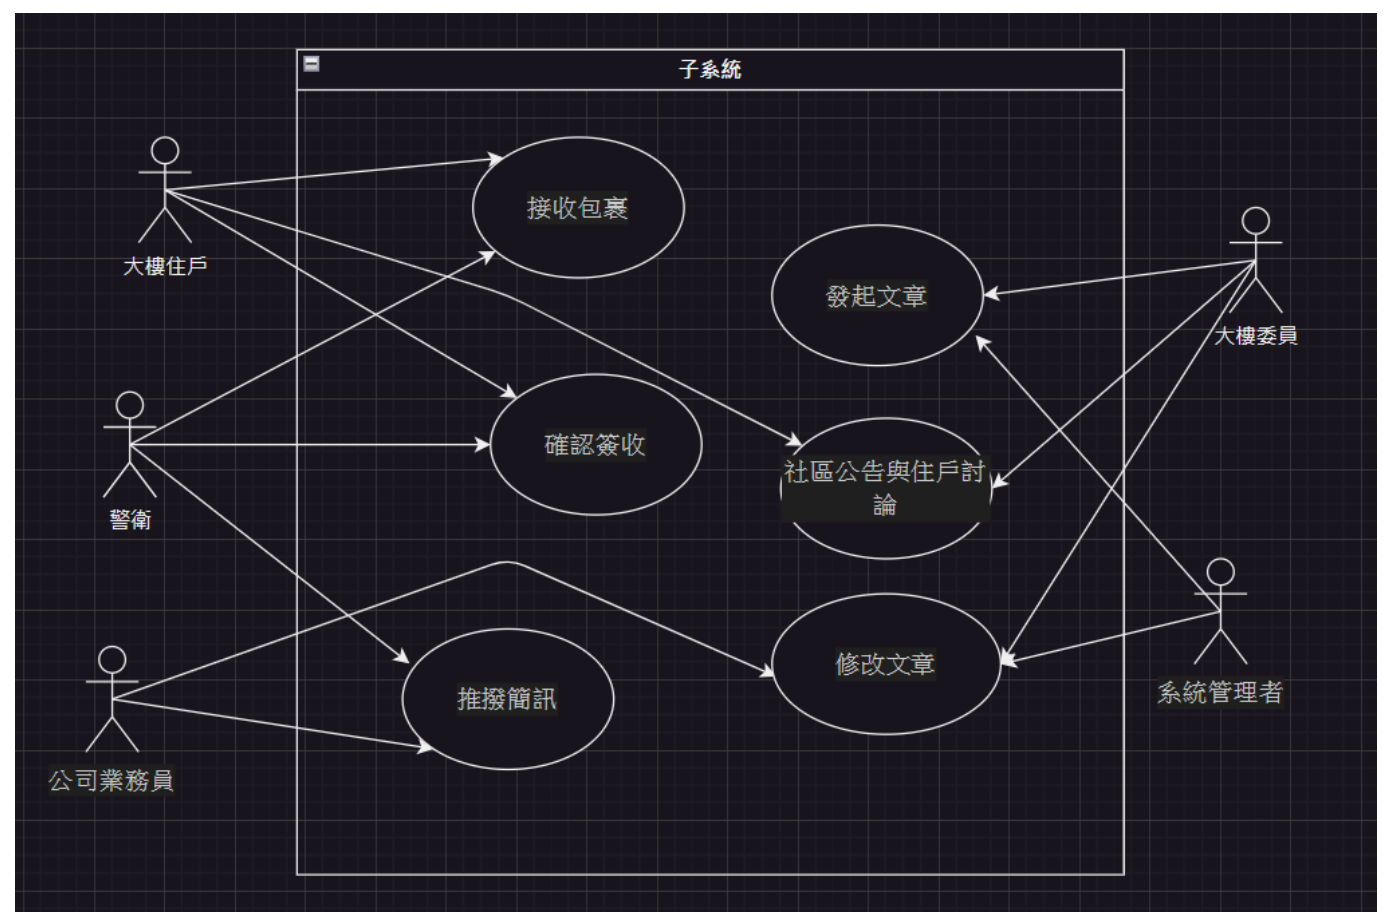 子系統
接收包裹
大樓住戶
發起文章
大樓委員
確認簽收
社區公告與住戶討
論
警衛
修改文章
系統管理者
推撥簡訊
公司業務員